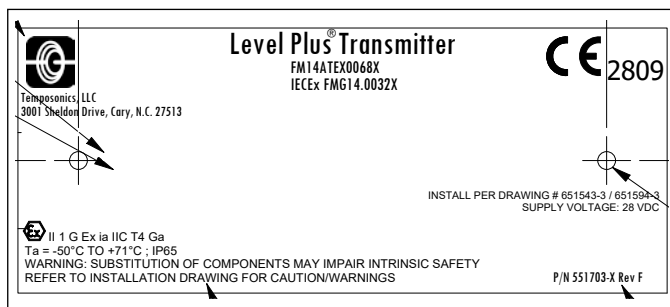 Level Plus® Transmitter
FM14ATEX0068X
IECEx FMG14.0032X
CE 2809
Temposonics, LLC
3001 Sheldon Drive, Cary, N.C. 27513
INSTALL PER DRAWING # 651543-3 / 651594-3
SUPPLY VOLTAGE: 28 VDC
Ex II 1 G Ex ia IIC T4 Ga
Ta = -50°C TO +71°C ; IP65
WARNING: SUBSTITUTION OF COMPONENTS MAY IMPAIR INTRINSIC SAFETY
REFER TO INSTALLATION DRAWING FOR CAUTION/WARNINGS
P/N 551703-X Rev F